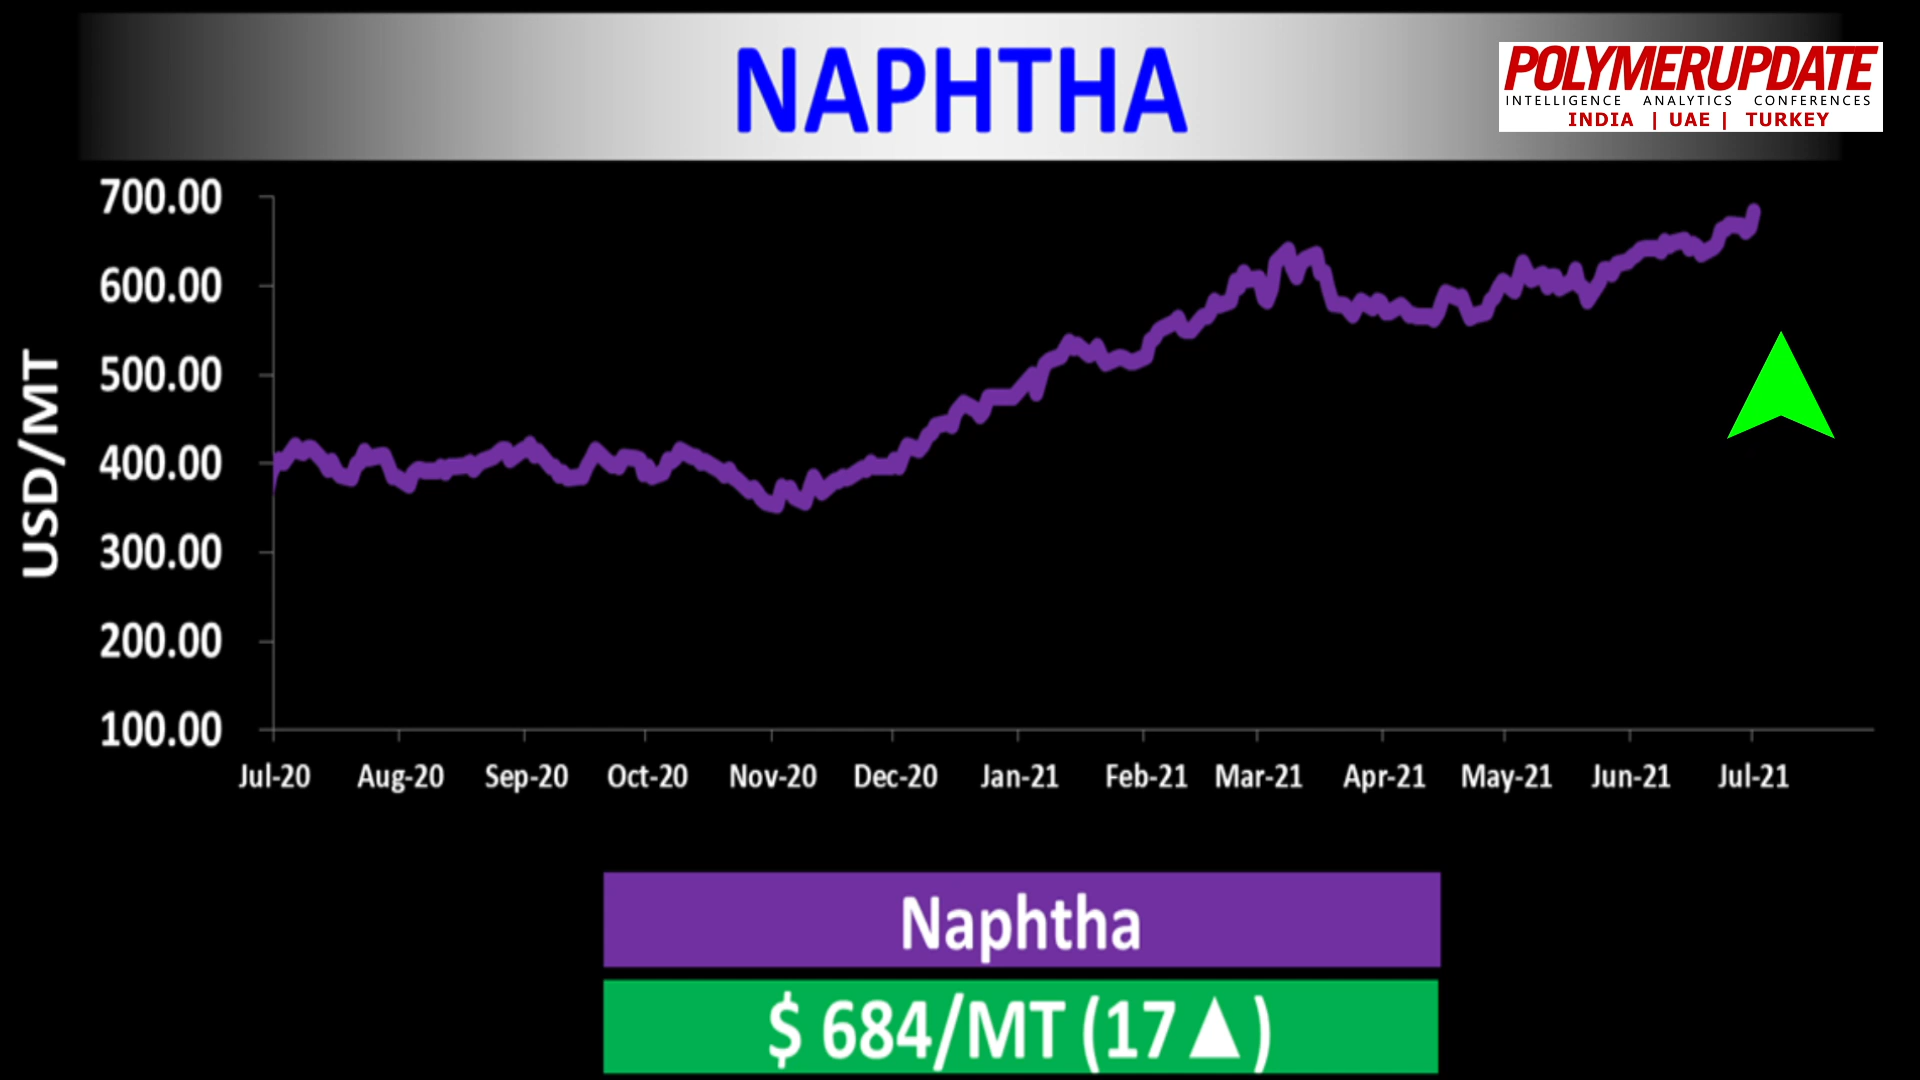 NAPHTHA
POLYMERUPDATE
INTELLIGENCE ANALYTICS CONFERENCES
INDIA | UAE | TURKEY
USD/MT
700.00
600.00
500.00
400.00
300.00
200.00
100.00
Jul-20 Aug-20 Sep-20 Oct-20 Nov-20 Dec-20 Jan-21 Feb-21 Mar-21 Apr-21 May-21 Jun-21 Jul-21
Naphtha
$ 684/MT (17▲)